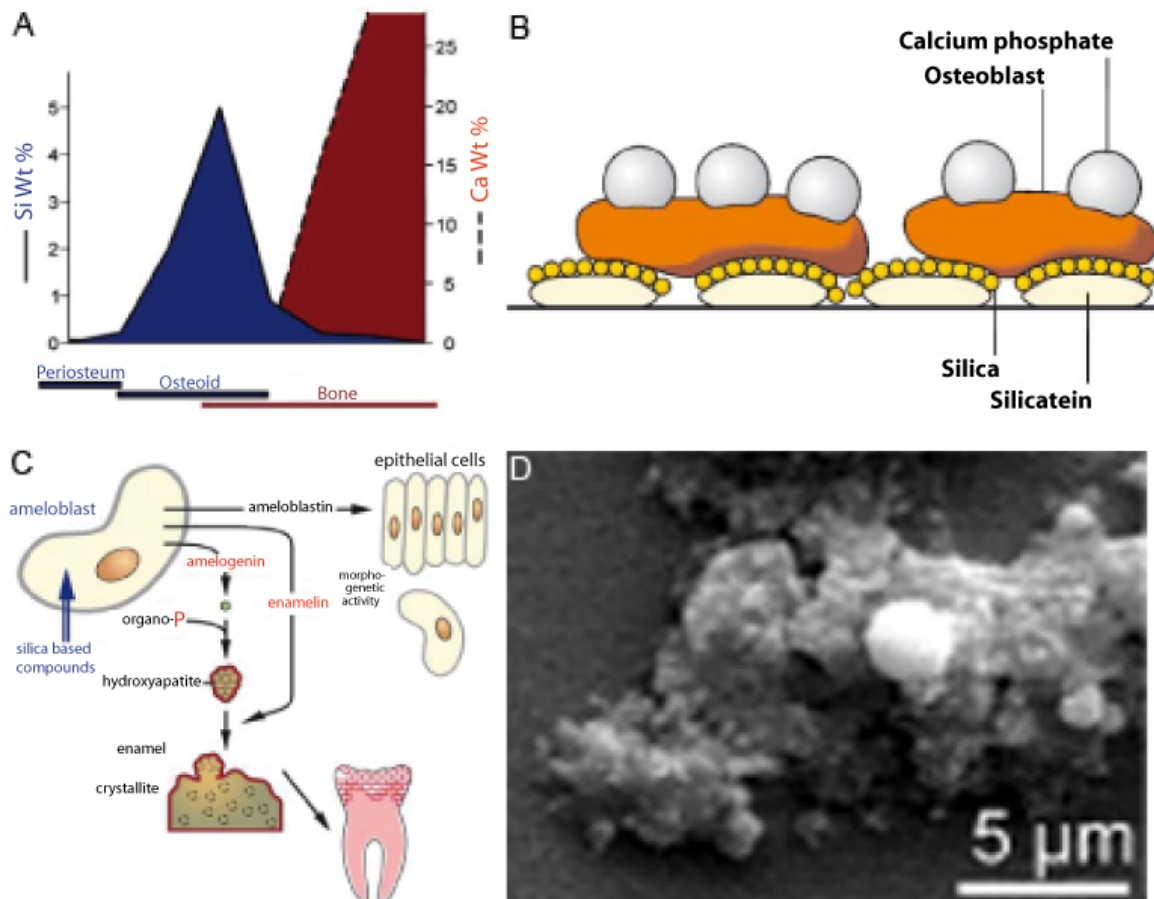 A
Si Wt %
5
4
3
2
1
0
25
20
15
10
5
0
Ca Wt %
Periosteum
Osteoid
Bone
B
Calcium phosphate
Osteoblast
Silica
Silicatein
C
epithelial cells
ameloblast
ameloblastin
amelogenin
morpho-
genetic
activity
enamelin
organo-P
silica based
compounds
hydroxyapatite
enamel
crystallite
D
5 μm